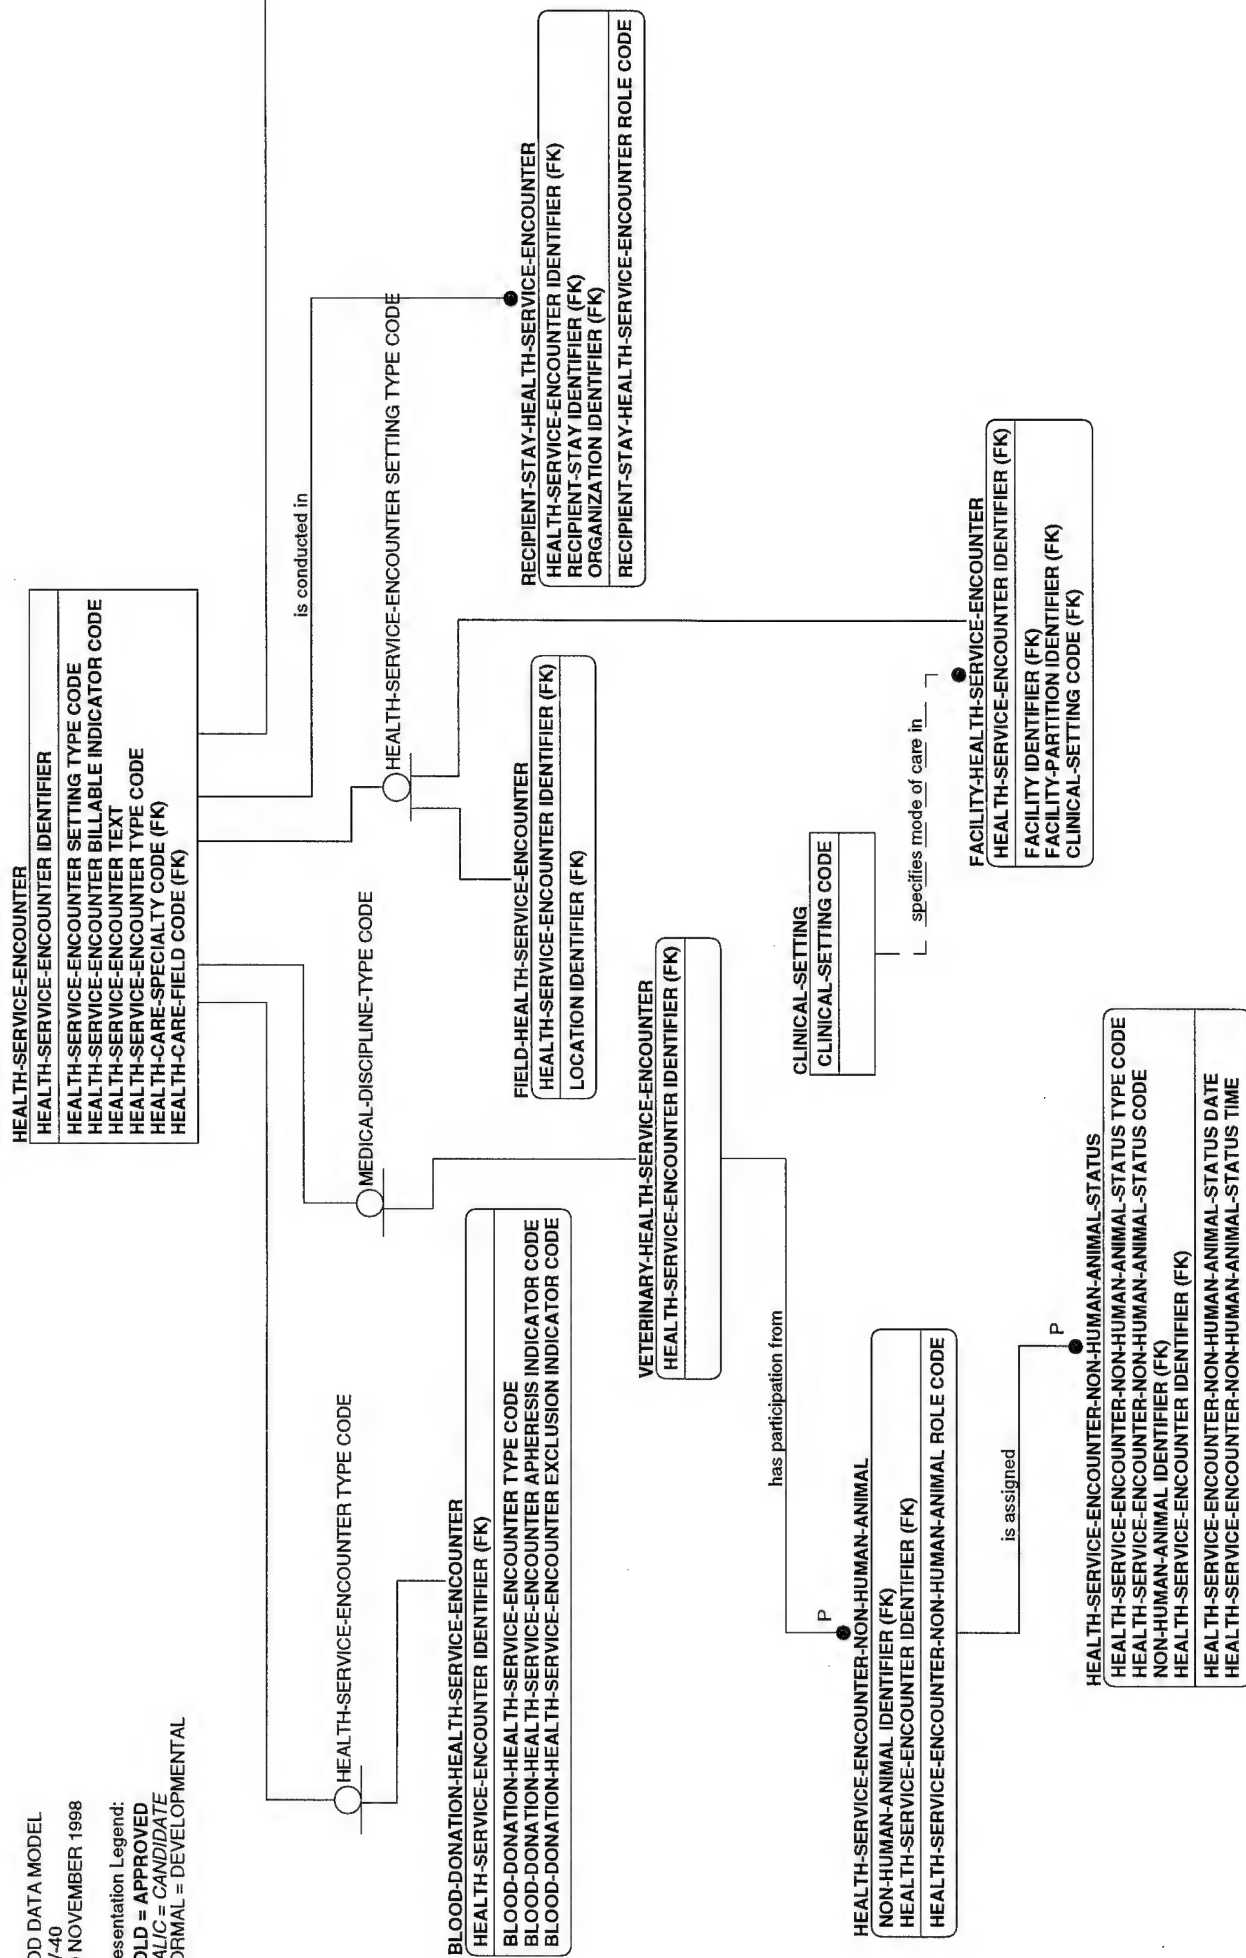 OD DATA MODEL
/-40
NOVEMBER 1998
esentation Legend:
OLD = APPROVED
ALIC = CANDIDATE
ORMAL = DEVELOPMENTAL
HEALTH-SERVICE-ENCOUNTER
HEALTH-SERVICE-ENCOUNTER IDENTIFIER
HEALTH-SERVICE-ENCOUNTER SETTING TYPE CODE
HEALTH-SERVICE-ENCOUNTER BILLABLE INDICATOR CODE
HEALTH-SERVICE-ENCOUNTER TEXT
HEALTH-SERVICE-ENCOUNTER TYPE CODE
HEALTH-CARE-SPECIALTY CODE (FK)
HEALTH-CARE-FIELD CODE (FK)
is conducted in
HEALTH-SERVICE-ENCOUNTER TYPE CODE
MEDICAL-DISCIPLINE-TYPE CODE
HEALTH-SERVICE-ENCOUNTER SETTING TYPE CODE
BLOOD-DONATION-HEALTH-SERVICE-ENCOUNTER
HEALTH-SERVICE-ENCOUNTER IDENTIFIER (FK)
BLOOD-DONATION-HEALTH-SERVICE-ENCOUNTER TYPE CODE
BLOOD-DONATION-HEALTH-SERVICE-ENCOUNTER APHERESIS INDICATOR CODE
BLOOD-DONATION-HEALTH-SERVICE-ENCOUNTER EXCLUSION INDICATOR CODE
FIELD-HEALTH-SERVICE-ENCOUNTER
HEALTH-SERVICE-ENCOUNTER IDENTIFIER (FK)
LOCATION IDENTIFIER (FK)
RECIPIENT-STAY-HEALTH-SERVICE-ENCOUNTER
HEALTH-SERVICE-ENCOUNTER IDENTIFIER (FK)
RECIPIENT-STAY IDENTIFIER (FK)
ORGANIZATION IDENTIFIER (FK)
RECIPIENT-STAY-HEALTH-SERVICE-ENCOUNTER ROLE CODE
VETERINARY-HEALTH-SERVICE-ENCOUNTER
HEALTH-SERVICE-ENCOUNTER IDENTIFIER (FK)
has participation from
P
CLINICAL-SETTING
CLINICAL-SETTING CODE
specifies mode of care in
HEALTH-SERVICE-ENCOUNTER-NON-HUMAN-ANIMAL
NON-HUMAN-ANIMAL IDENTIFIER (FK)
HEALTH-SERVICE-ENCOUNTER IDENTIFIER (FK)
HEALTH-SERVICE-ENCOUNTER-NON-HUMAN-ANIMAL ROLE CODE
is assigned
P
FACILITY-HEALTH-SERVICE-ENCOUNTER
HEALTH-SERVICE-ENCOUNTER IDENTIFIER (FK)
FACILITY IDENTIFIER (FK)
FACILITY-PARTITION IDENTIFIER (FK)
CLINICAL-SETTING CODE (FK)
HEALTH-SERVICE-ENCOUNTER-NON-HUMAN-ANIMAL-STATUS
HEALTH-SERVICE-ENCOUNTER-NON-HUMAN-ANIMAL-STATUS TYPE CODE
HEALTH-SERVICE-ENCOUNTER-NON-HUMAN-ANIMAL-STATUS CODE
NON-HUMAN-ANIMAL IDENTIFIER (FK)
HEALTH-SERVICE-ENCOUNTER IDENTIFIER (FK)
HEALTH-SERVICE-ENCOUNTER-NON-HUMAN-ANIMAL-STATUS DATE
HEALTH-SERVICE-ENCOUNTER-NON-HUMAN-ANIMAL-STATUS TIME